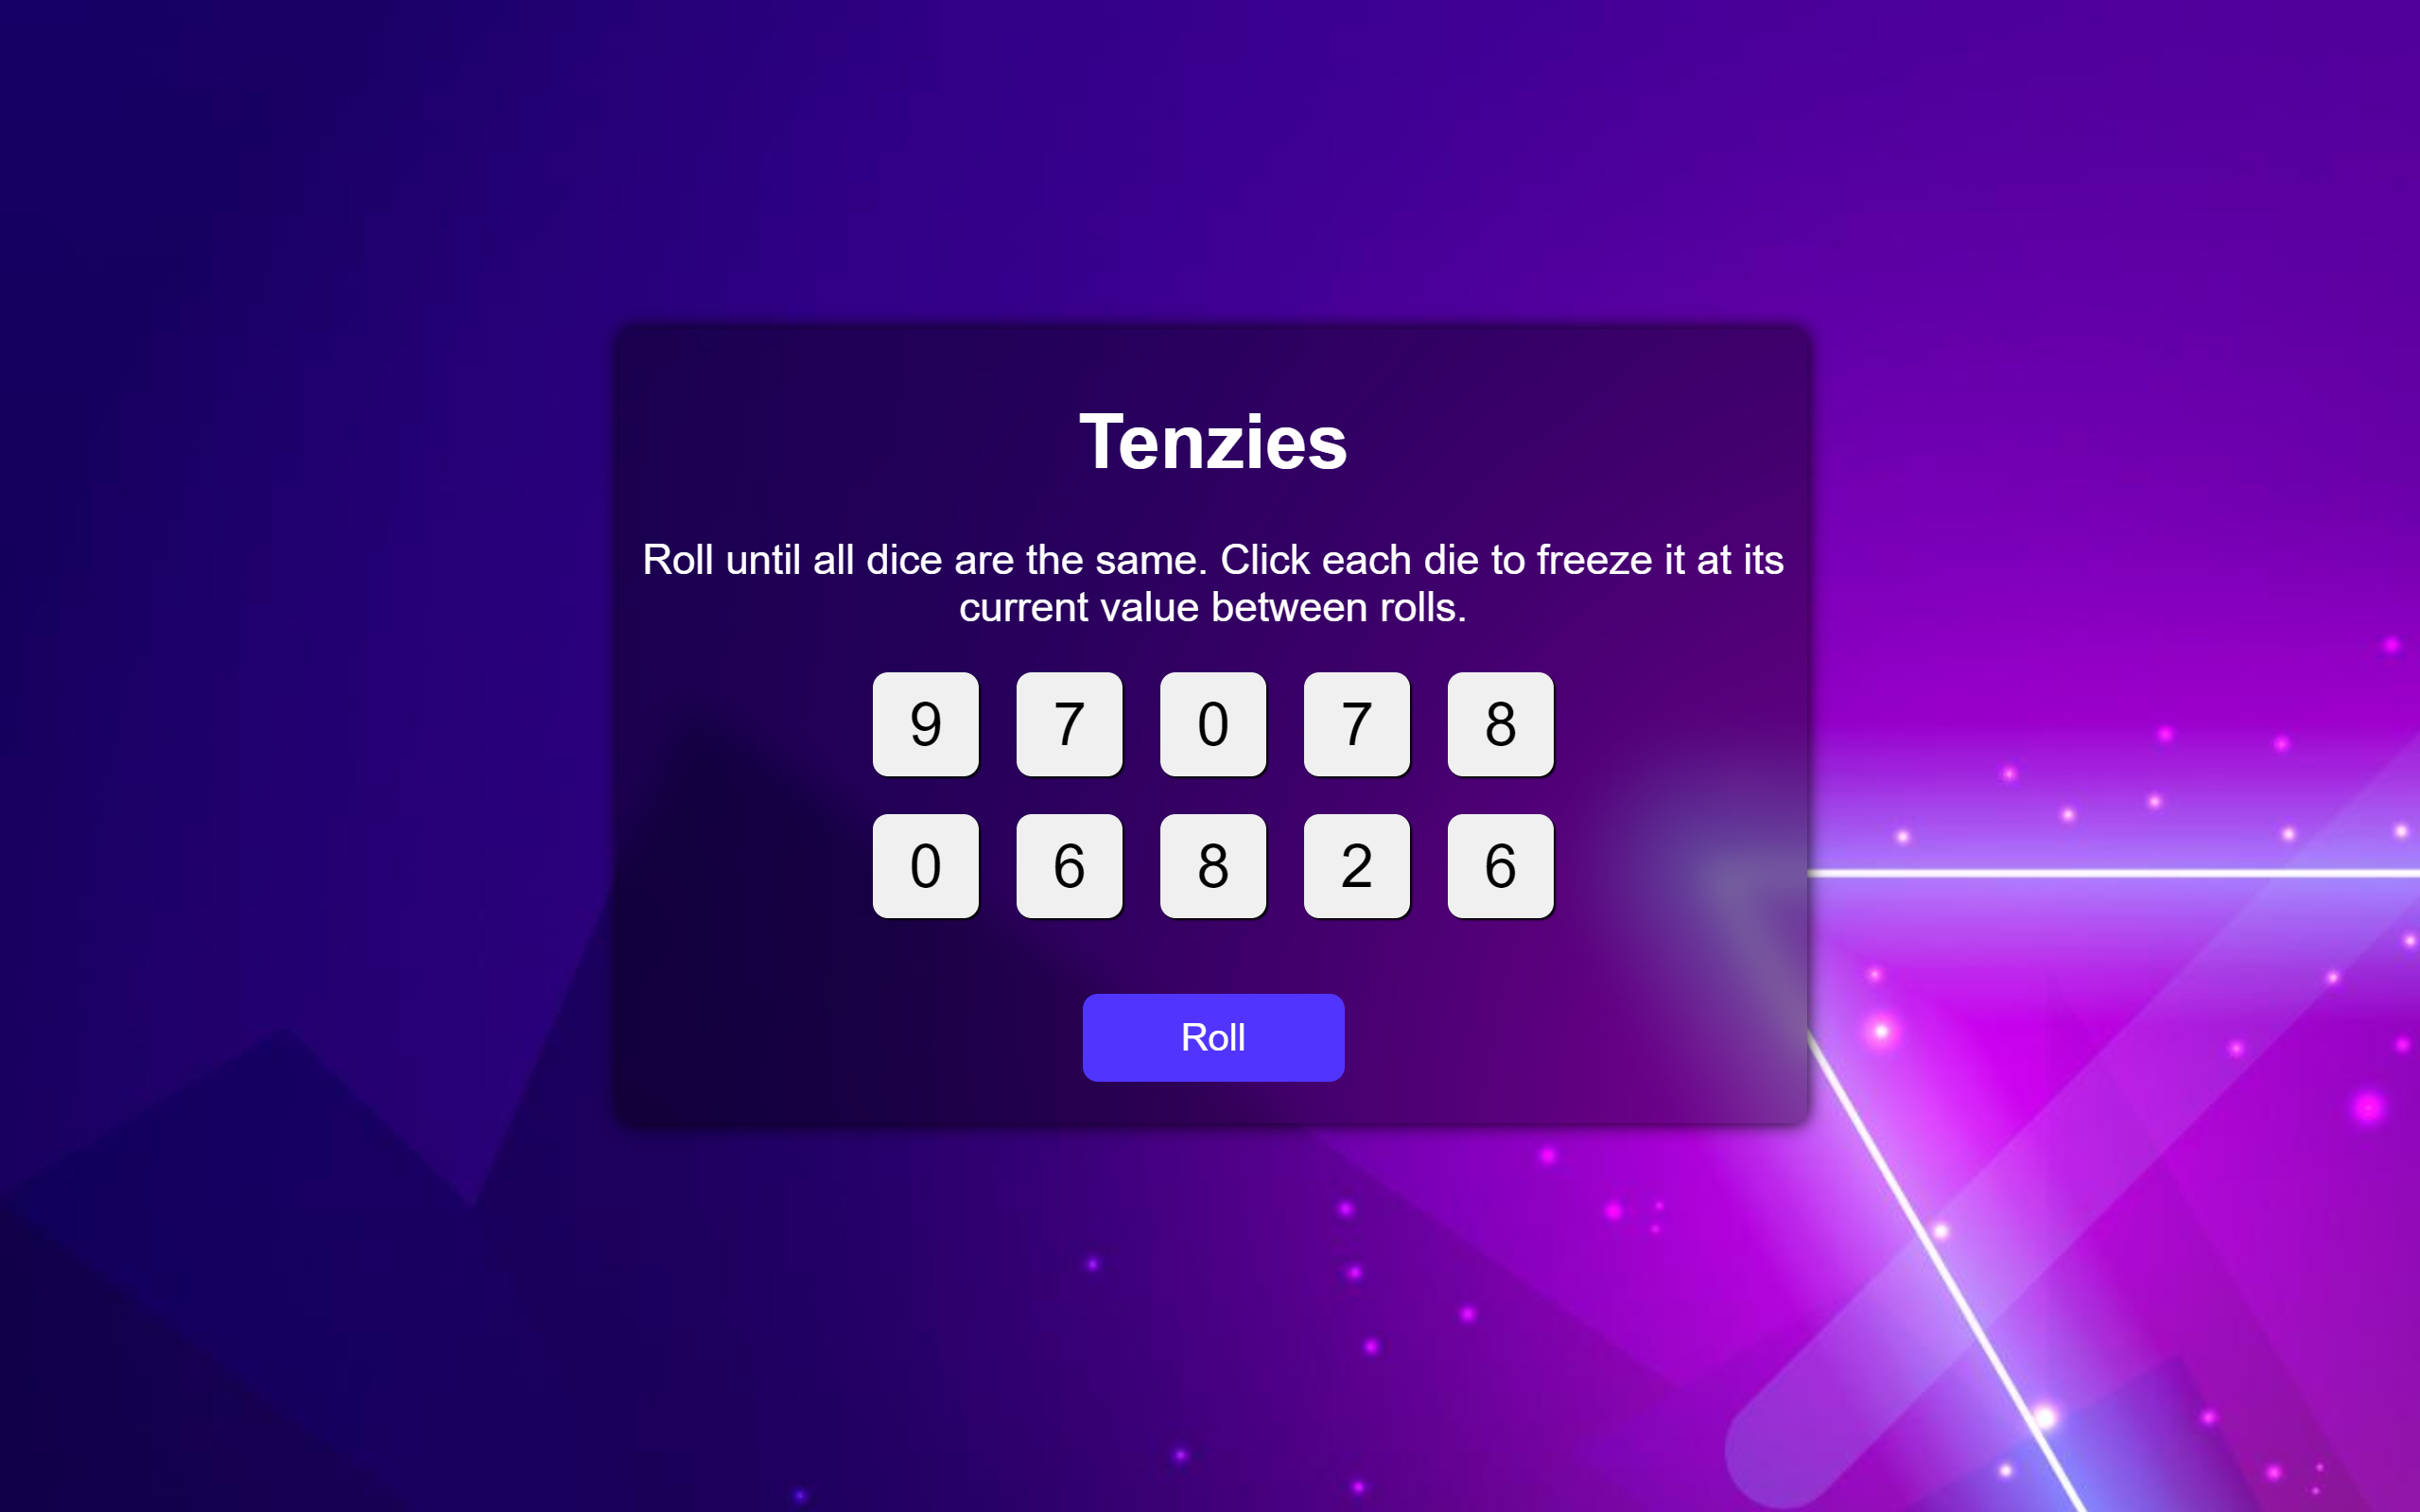 Tenzies
Roll until all dice are the same. Click each die to freeze it at its
current value between rolls.
9 7 0 7 8
0 6 8 2 6
Roll